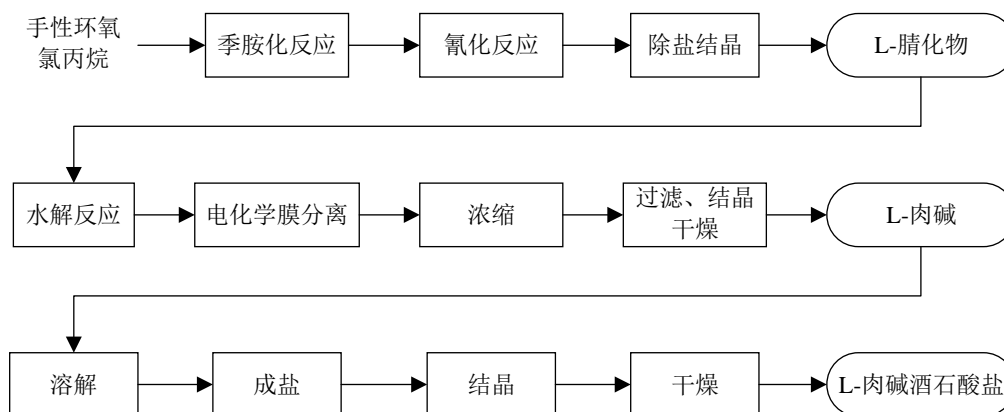 手性环氧
氯丙烷
季胺化反应
氰化反应
除盐结晶
L-腈化物
水解反应
电化学膜分离
浓缩
过滤、结晶
干燥
L-肉碱
溶解
成盐
结晶
干燥
L-肉碱酒石酸盐